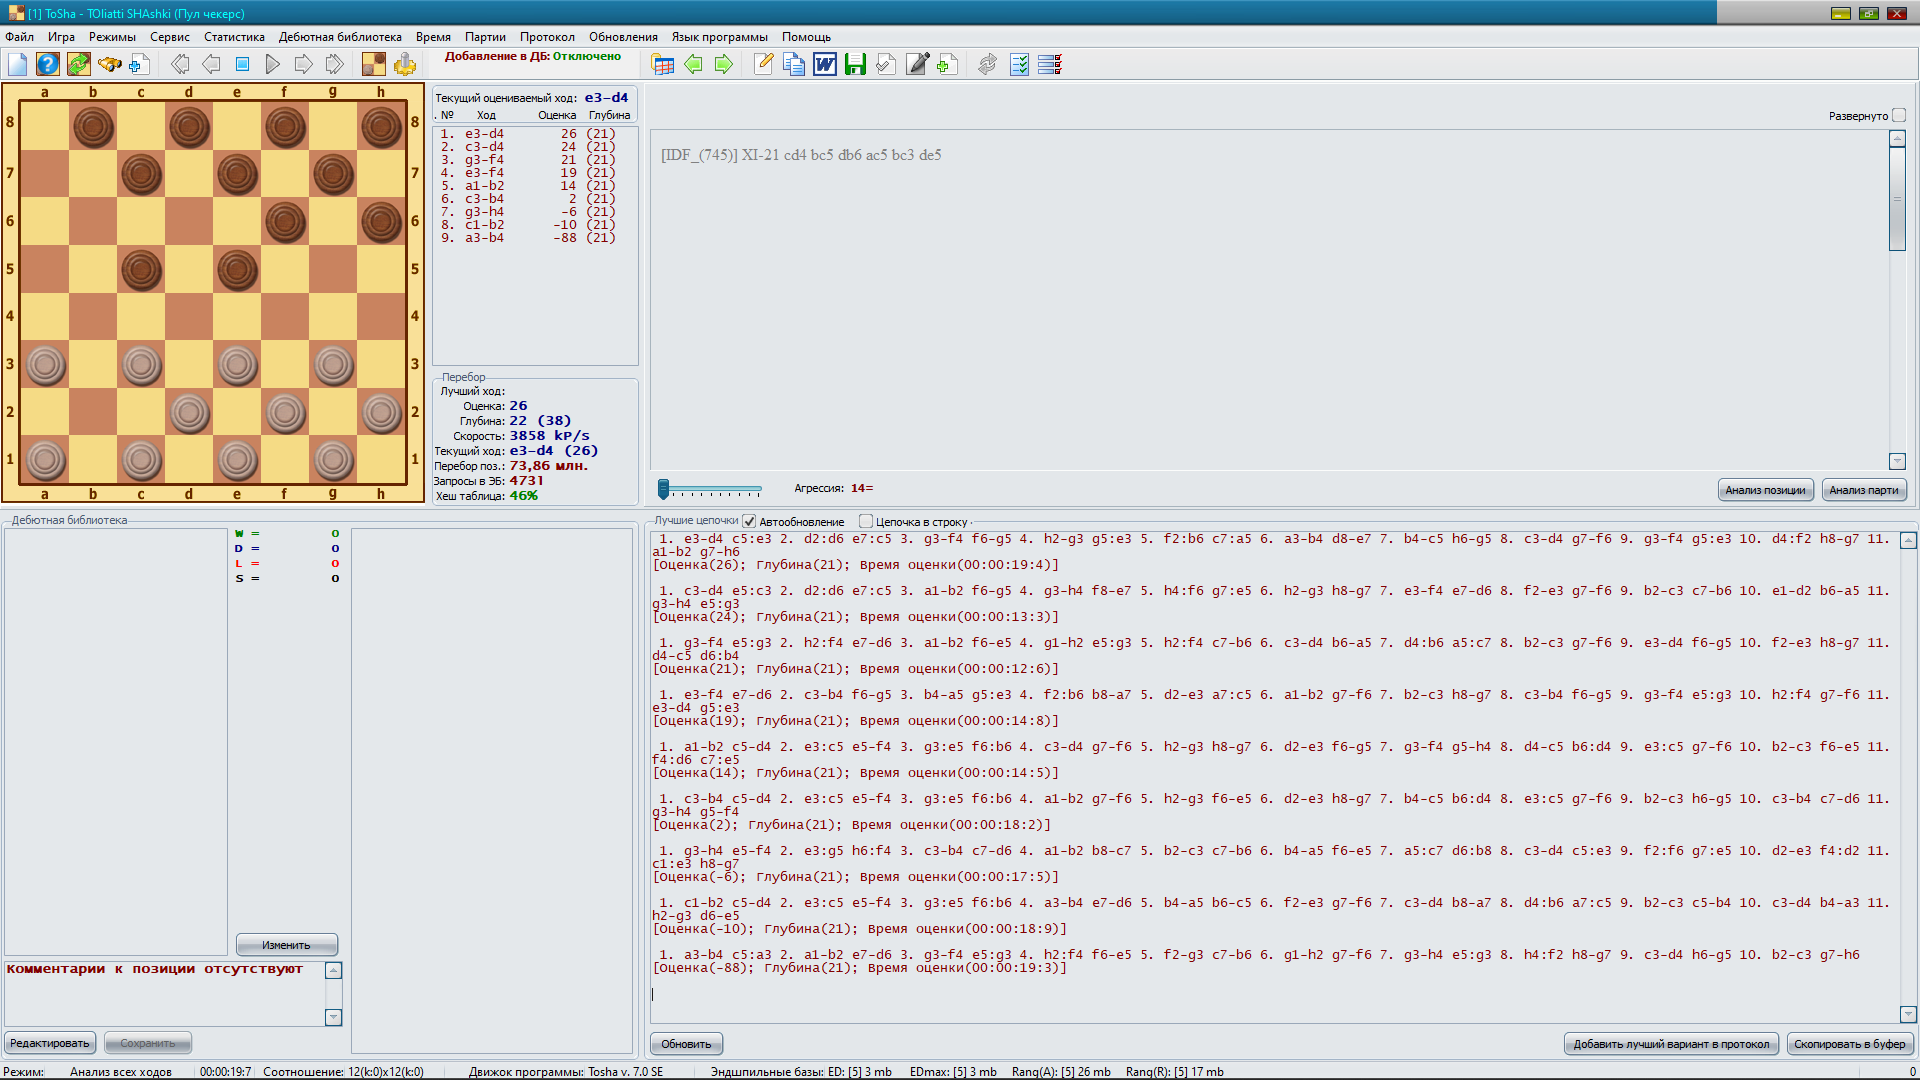 [1] ToSha - TOliatti SHAshki (Пул чекерс)
Файл Игра Режимы Сервис Статистика Дебютная библиотека Время Партии Протокол Обновления Язык программы Помощь
Добавление в ДБ: Отключено
a b c d e f g h
8 8
7 7
6 6
5 5
4 4
3 3
2 2
1 1
a b c d e f g h
Текущий оцениваемый ход: e3-d4
. № Ход Оценка Глубина
1. e3-d4 26 (21)
2. c3-d4 24 (21)
3. g3-f4 21 (21)
4. e3-f4 19 (21)
5. a1-b2 14 (21)
6. c3-b4 2 (21)
7. g3-h4 -6 (21)
8. c1-b2 -10 (21)
9. a3-b4 -88 (21)
Перебор
Лучший ход:
Оценка: 26
Глубина: 22 (38)
Скорость: 3858 kP/s
Текущий ход: e3-d4 (26)
Перебор поз.: 73,86 млн.
Запросы в ЭБ: 4731
Хеш таблица: 46%
Развернуто
[IDF_(745)] XI-21 cd4 bc5 db6 ac5 bc3 de5
Агрессия: 14=
Анализ позиции Анализ парти
Дебютная библиотека
W = 0
D = 0
L = 0
S = 0
Изменить
Комментарии к позиции отсутствуют
Редактировать Сохранить
Лучшие цепочки Автообновление Цепочка в строку
1. e3-d4 c5:e3 2. d2:d6 e7:c5 3. g3-f4 f6-g5 4. h2-g3 g5:e3 5. f2:b6 c7:a5 6. a3-b4 d8-e7 7. b4-c5 h6-g5 8. c3-d4 g7-f6 9. g3-f4 g5:e3 10. d4:f2 h8-g7 11.
a1-b2 g7-h6
[Оценка(26); Глубина(21); Время оценки(00:00:19:4)]
1. c3-d4 e5:c3 2. d2:d6 e7:c5 3. a1-b2 f6-g5 4. g3-h4 f8-e7 5. h4:f6 g7:e5 6. h2-g3 h8-g7 7. e3-f4 e7-d6 8. f2-e3 g7-f6 9. b2-c3 c7-b6 10. e1-d2 b6-a5 11.
g3-h4 e5:g3
[Оценка(24); Глубина(21); Время оценки(00:00:13:3)]
1. g3-f4 e5:g3 2. h2:f4 e7-d6 3. a1-b2 f6-e5 4. g1-h2 e5:g3 5. h2:f4 c7-b6 6. c3-d4 b6-a5 7. d4:b6 a5:c7 8. b2-c3 g7-f6 9. e3-d4 f6-g5 10. f2-e3 h8-g7 11.
d4-c5 d6:b4
[Оценка(21); Глубина(21); Время оценки(00:00:12:6)]
1. e3-f4 e7-d6 2. c3-b4 f6-g5 3. b4-a5 g5:e3 4. f2:b6 b8-a7 5. d2-e3 a7:c5 6. a1-b2 g7-f6 7. b2-c3 h8-g7 8. c3-b4 f6-g5 9. g3-f4 e5:g3 10. h2:f4 g7-f6 11.
e3-d4 g5:e3
[Оценка(19); Глубина(21); Время оценки(00:00:14:8)]
1. a1-b2 c5-d4 2. e3:c5 e5-f4 3. g3:e5 f6:b6 4. c3-d4 g7-f6 5. h2-g3 h8-g7 6. d2-e3 f6-g5 7. g3-f4 g5-h4 8. d4-c5 b6:d4 9. e3:c5 g7-f6 10. b2-c3 f6-e5 11.
f4:d6 c7:e5
[Оценка(14); Глубина(21); Время оценки(00:00:14:5)]
1. c3-b4 c5-d4 2. e3:c5 e5-f4 3. g3:e5 f6:b6 4. a1-b2 g7-f6 5. h2-g3 f6-e5 6. d2-e3 h8-g7 7. b4-c5 b6:d4 8. e3:c5 g7-f6 9. b2-c3 h6-g5 10. c3-b4 c7-d6 11.
g3-h4 g5-f4
[Оценка(2); Глубина(21); Время оценки(00:00:18:2)]
1. g3-h4 e5-f4 2. e3:g5 h6:f4 3. c3-b4 c7-d6 4. a1-b2 b8-c7 5. b2-c3 c7-b6 6. b4-a5 f6-e5 7. a5:c7 d6:b8 8. c3-d4 c5:e3 9. f2:f6 g7:e5 10. d2-e3 f4:d2 11.
c1:e3 h8-g7
[Оценка(-6); Глубина(21); Время оценки(00:00:17:5)]
1. c1-b2 c5-d4 2. e3:c5 e5-f4 3. g3:e5 f6:b6 4. a3-b4 e7-d6 5. b4-a5 b6-c5 6. f2-e3 g7-f6 7. c3-d4 b8-a7 8. d4:b6 a7:c5 9. b2-c3 c5-b4 10. c3-d4 b4-a3 11.
h2-g3 d6-e5
[Оценка(-10); Глубина(21); Время оценки(00:00:18:9)]
1. a3-b4 c5:a3 2. a1-b2 e7-d6 3. g3-f4 e5:g3 4. h2:f4 f6-e5 5. f2-g3 c7-b6 6. g1-h2 g7-f6 7. g3-h4 e5:g3 8. h4:f2 h8-g7 9. c3-d4 h6-g5 10. b2-c3 g7-h6
[Оценка(-88); Глубина(21); Время оценки(00:00:19:3)]
Обновить Добавить лучший вариант в протокол Скопировать в буфер
Режим: Анализ всех ходов 00:00:19:7 Соотношение: 12(k:0)x12(k:0) Движок программы: Tosha v. 7.0 SE Эндшпильные базы: ED: [5] 3 mb EDmax: [5] 3 mb Rang(A): [5] 26 mb Rang(R): [5] 17 mb 0